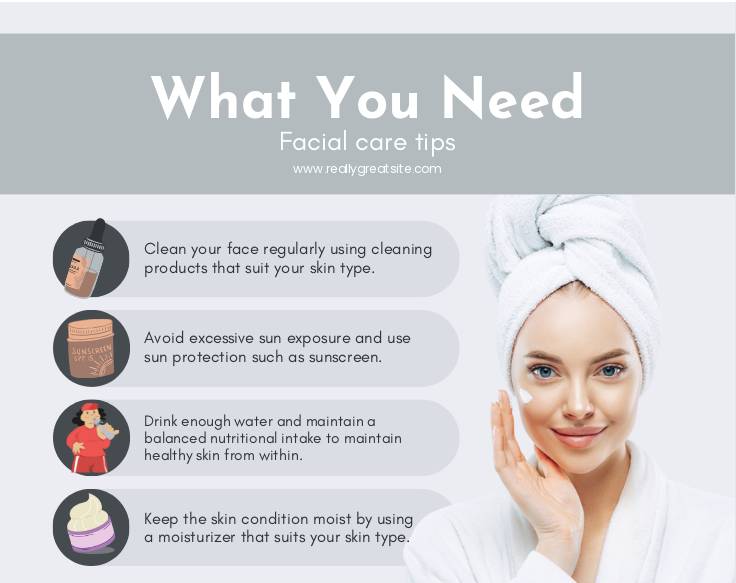 What You Need
Facial care tips
www.reallygreatsite.com
Clean your face regularly using cleaning
products that suit your skin type.
Avoid excessive sun exposure and use
sun protection such as sunscreen.
SUNSCREEN
SPF 15
Drink enough water and maintain a
balanced nutritional intake to maintain
healthy skin from within.
Keep the skin condition moist by using
a moisturizer that suits your skin type.